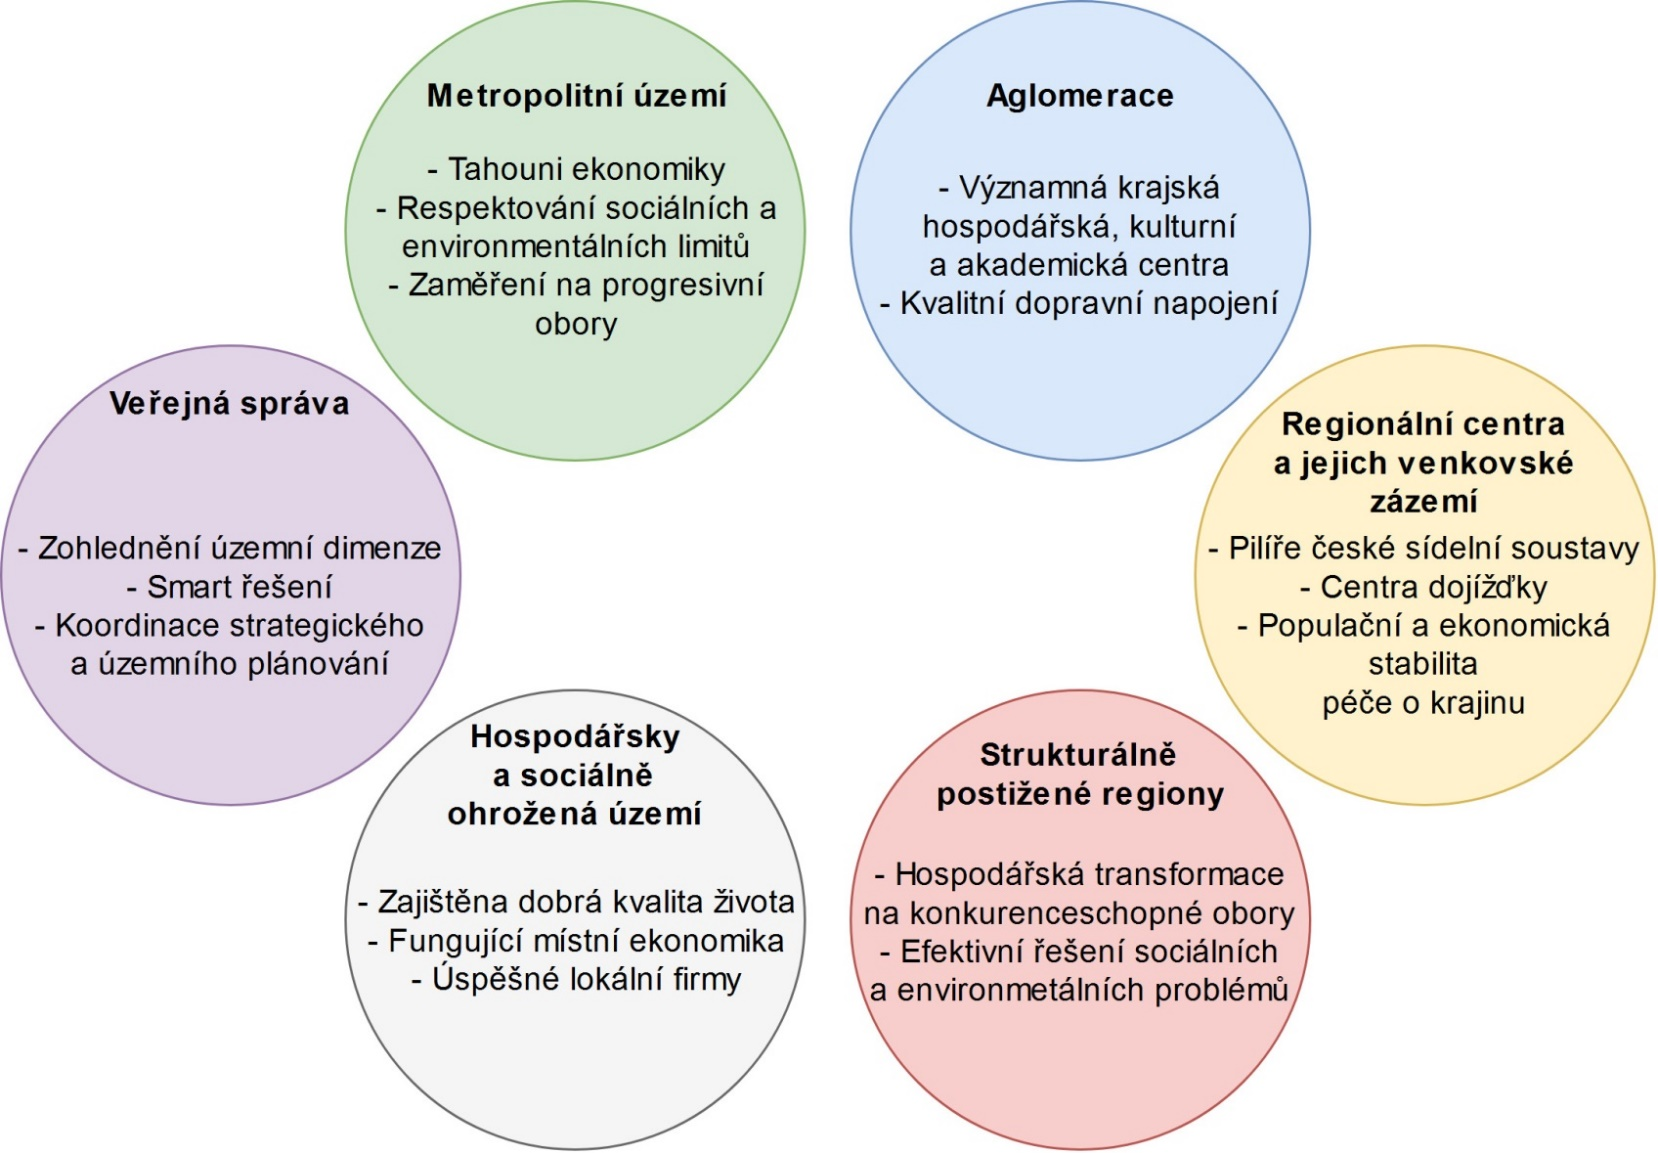 Metropolitní území
- Tahouni ekonomiky
- Respektování sociálních a
environmentálních limitů
- Zaměření na progresivní
obory
Aglomerace
- Významná krajská
hospodářská, kulturní
a akademická centra
- Kvalitní dopravní napojení
Veřejná správa
- Zohlednění územní dimenze
- Smart řešení
- Koordinace strategického
a územního plánování
Regionální centra
a jejich venkovské
zázemí
- Pilíře české sídelní soustavy
- Centra dojížďky
- Populační a ekonomická
stabilita
péče o krajinu
Hospodářsky
a sociálně
ohrožená území
- Zajištěna dobrá kvalita života
- Fungující místní ekonomika
- Úspěšné lokální firmy
Strukturálně
postižené regiony
- Hospodářská transformace
na konkurenceschopné obory
- Efektivní řešení sociálních
a environmetálních problémů